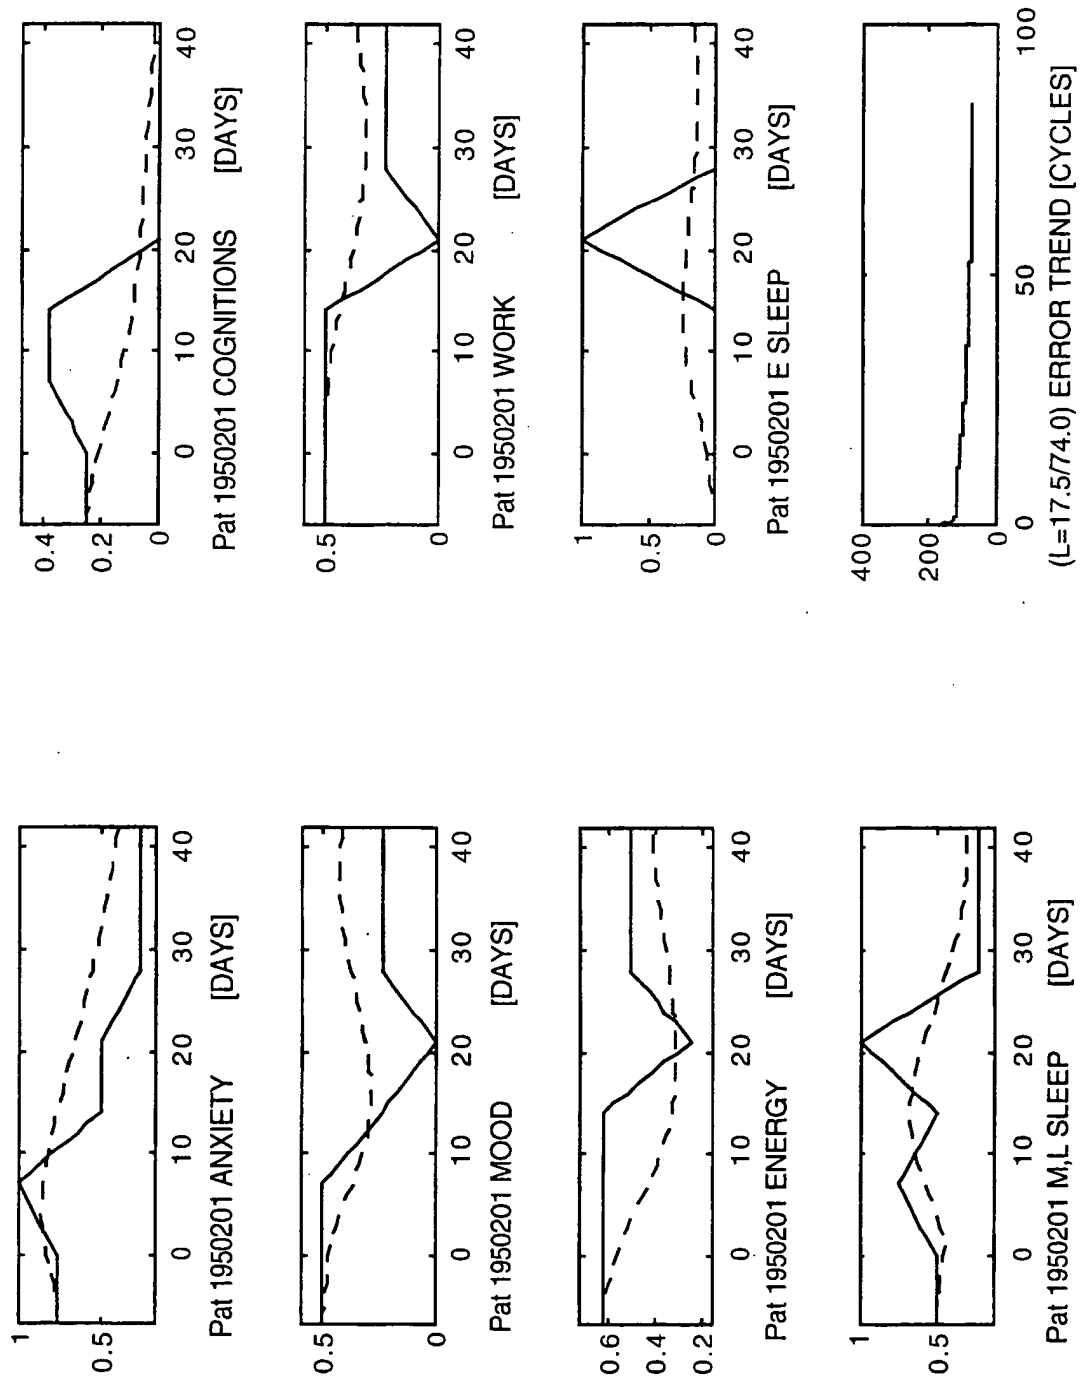 1
0.5
0 10 20 30 40
Pat 1950201 ANXIETY [DAYS]
0.4
0.2
0
0 10 20 30 40
Pat 1950201 COGNITIONS [DAYS]
0.5
0
0 10 20 30 40
Pat 1950201 MOOD [DAYS]
0.5
0
0 10 20 30 40
Pat 1950201 WORK [DAYS]
0.6
0.4
0.2
0 10 20 30 40
Pat 1950201 ENERGY [DAYS]
1
0.5
0
0 10 20 30 40
Pat 1950201 E SLEEP [DAYS]
1
0.5
0 10 20 30 40
Pat 1950201 M,L SLEEP [DAYS]
400
200
0
0 50 100
(L=17.5/74.0) ERROR TREND [CYCLES]